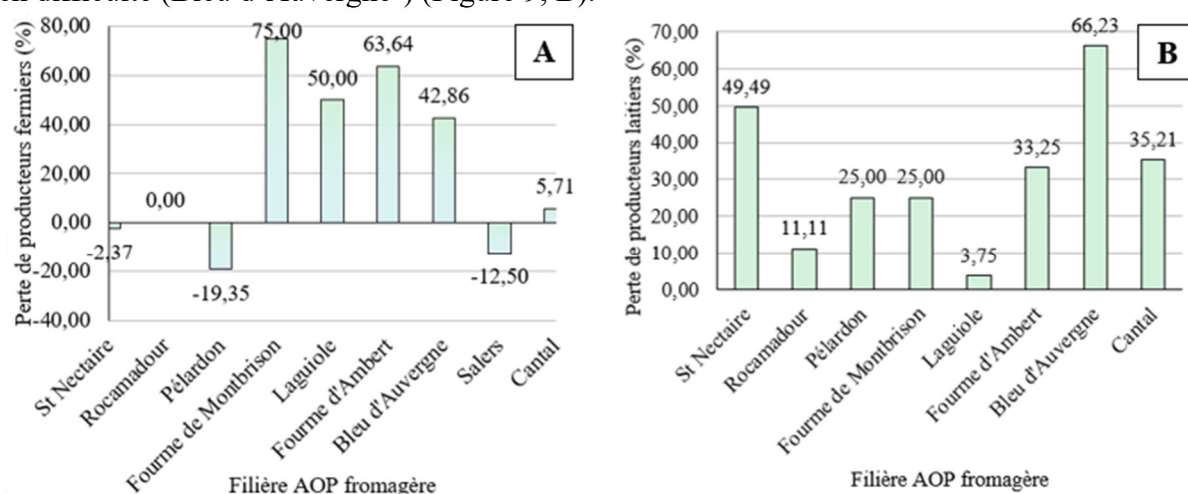 en difficulté (Bleu d'Auvergne ) (Figure 9, B).
Perte de producteurs fermiers (%)
80,00
60,00
40,00
20,00
0,00
-20,00
-40,00
-2,37
0,00
-19,35
75,00
50,00
63,64
42,86
-12,50
5,71
A
St Nectaire
Rocamadour
Pélardon
Fourme de Montbrison
Laguiole
Fourme d'Ambert
Bleu d'Auvergne
Salers
Cantal
Filière AOP fromagère
Perte de producteurs laitiers (%)
70,00
60,00
50,00
40,00
30,00
20,00
10,00
0,00
49,49
11,11
25,00
25,00
3,75
33,25
66,23
35,21
B
St Nectaire
Rocamadour
Pélardon
Fourme de Montbrison
Laguiole
Fourme d'Ambert
Bleu d'Auvergne
Cantal
Filière AOP fromagère